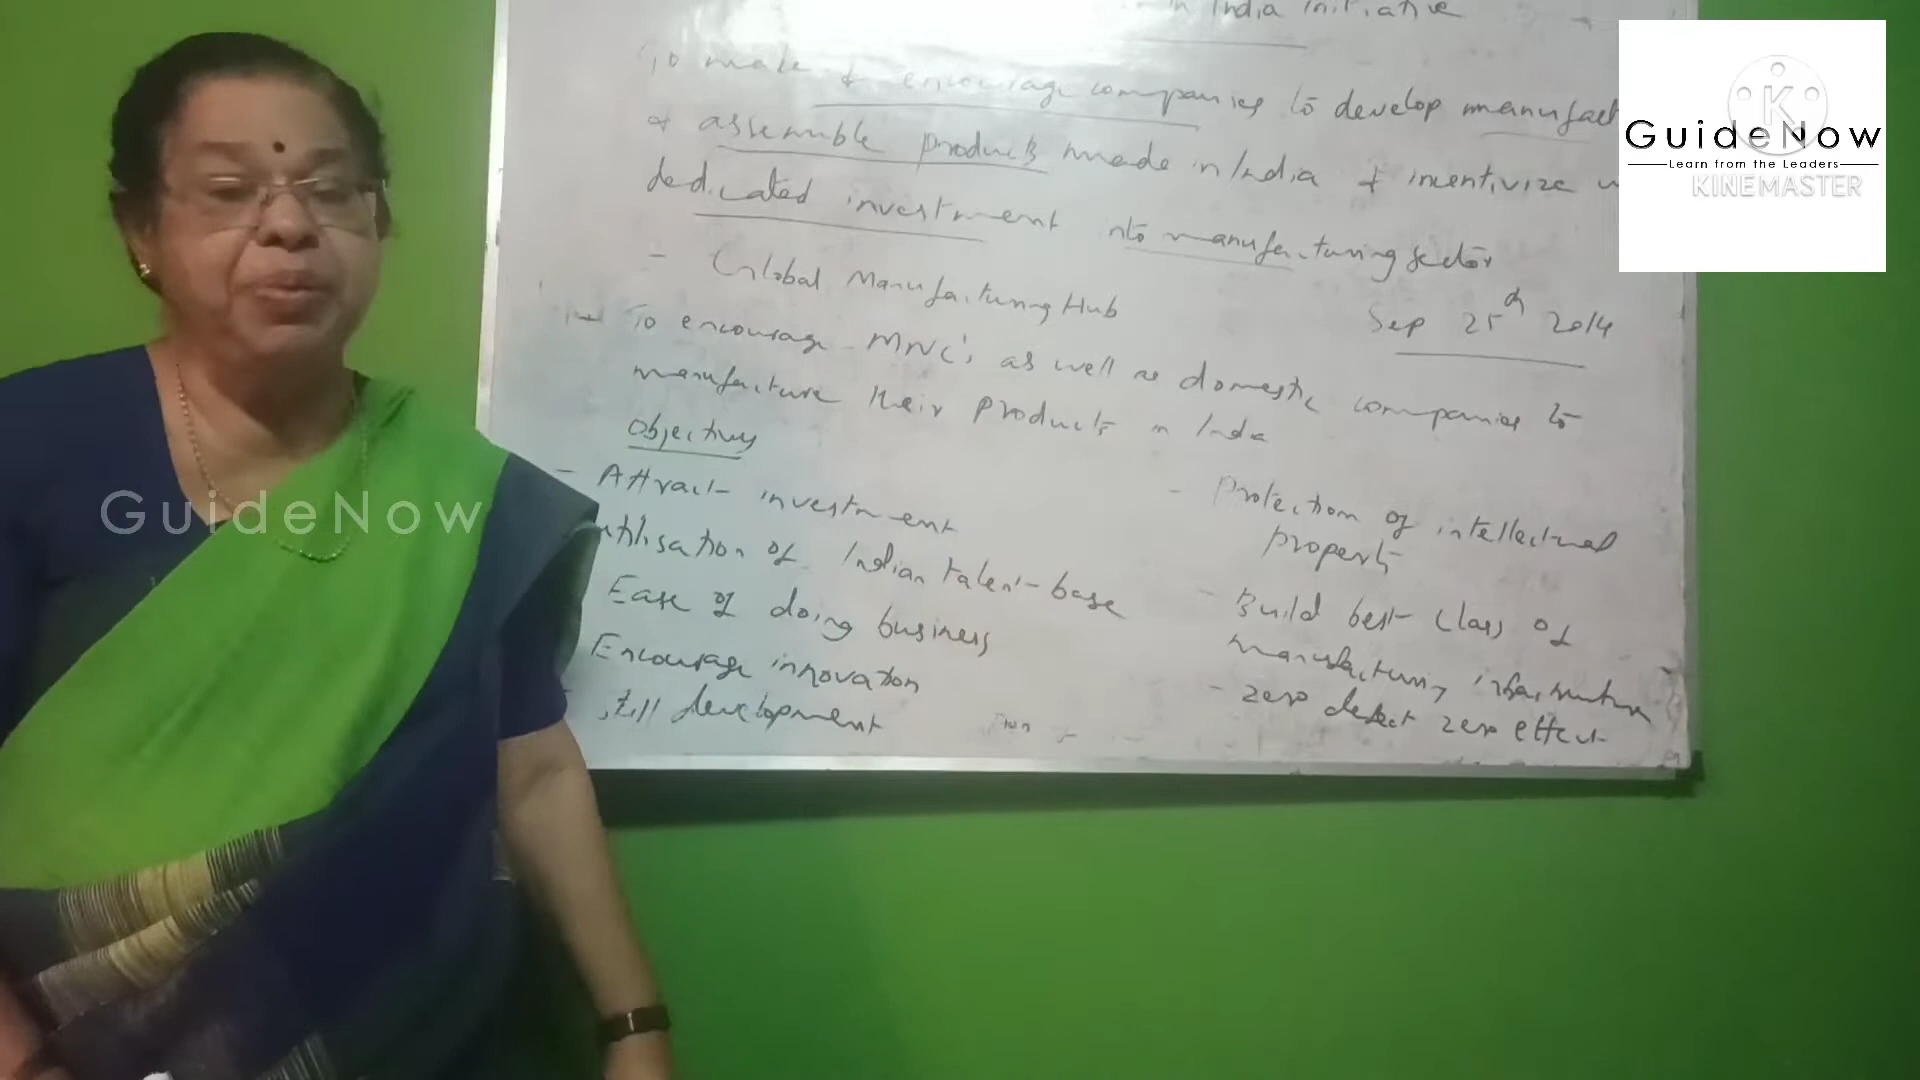 in India initiative
To make & encourage companies to develop manufact
& assemble products made in India & incentivize
dedicated investment into manufacturing sector
- Global Manufacturing Hub
Sep 25th 2014
To encourage MNC's as well as domestic companies to
manufacture their products in India
Objectives
- Attract investment
utilisation of Indian talent base
Ease of doing business
Encourage innovation
skill development
- Protection of intellectual
property
- Build best class of
manufacturing infrastructure
- zero defect zero effect
GuideNow
Learn from the Leaders
KINEMASTER
GuideNow